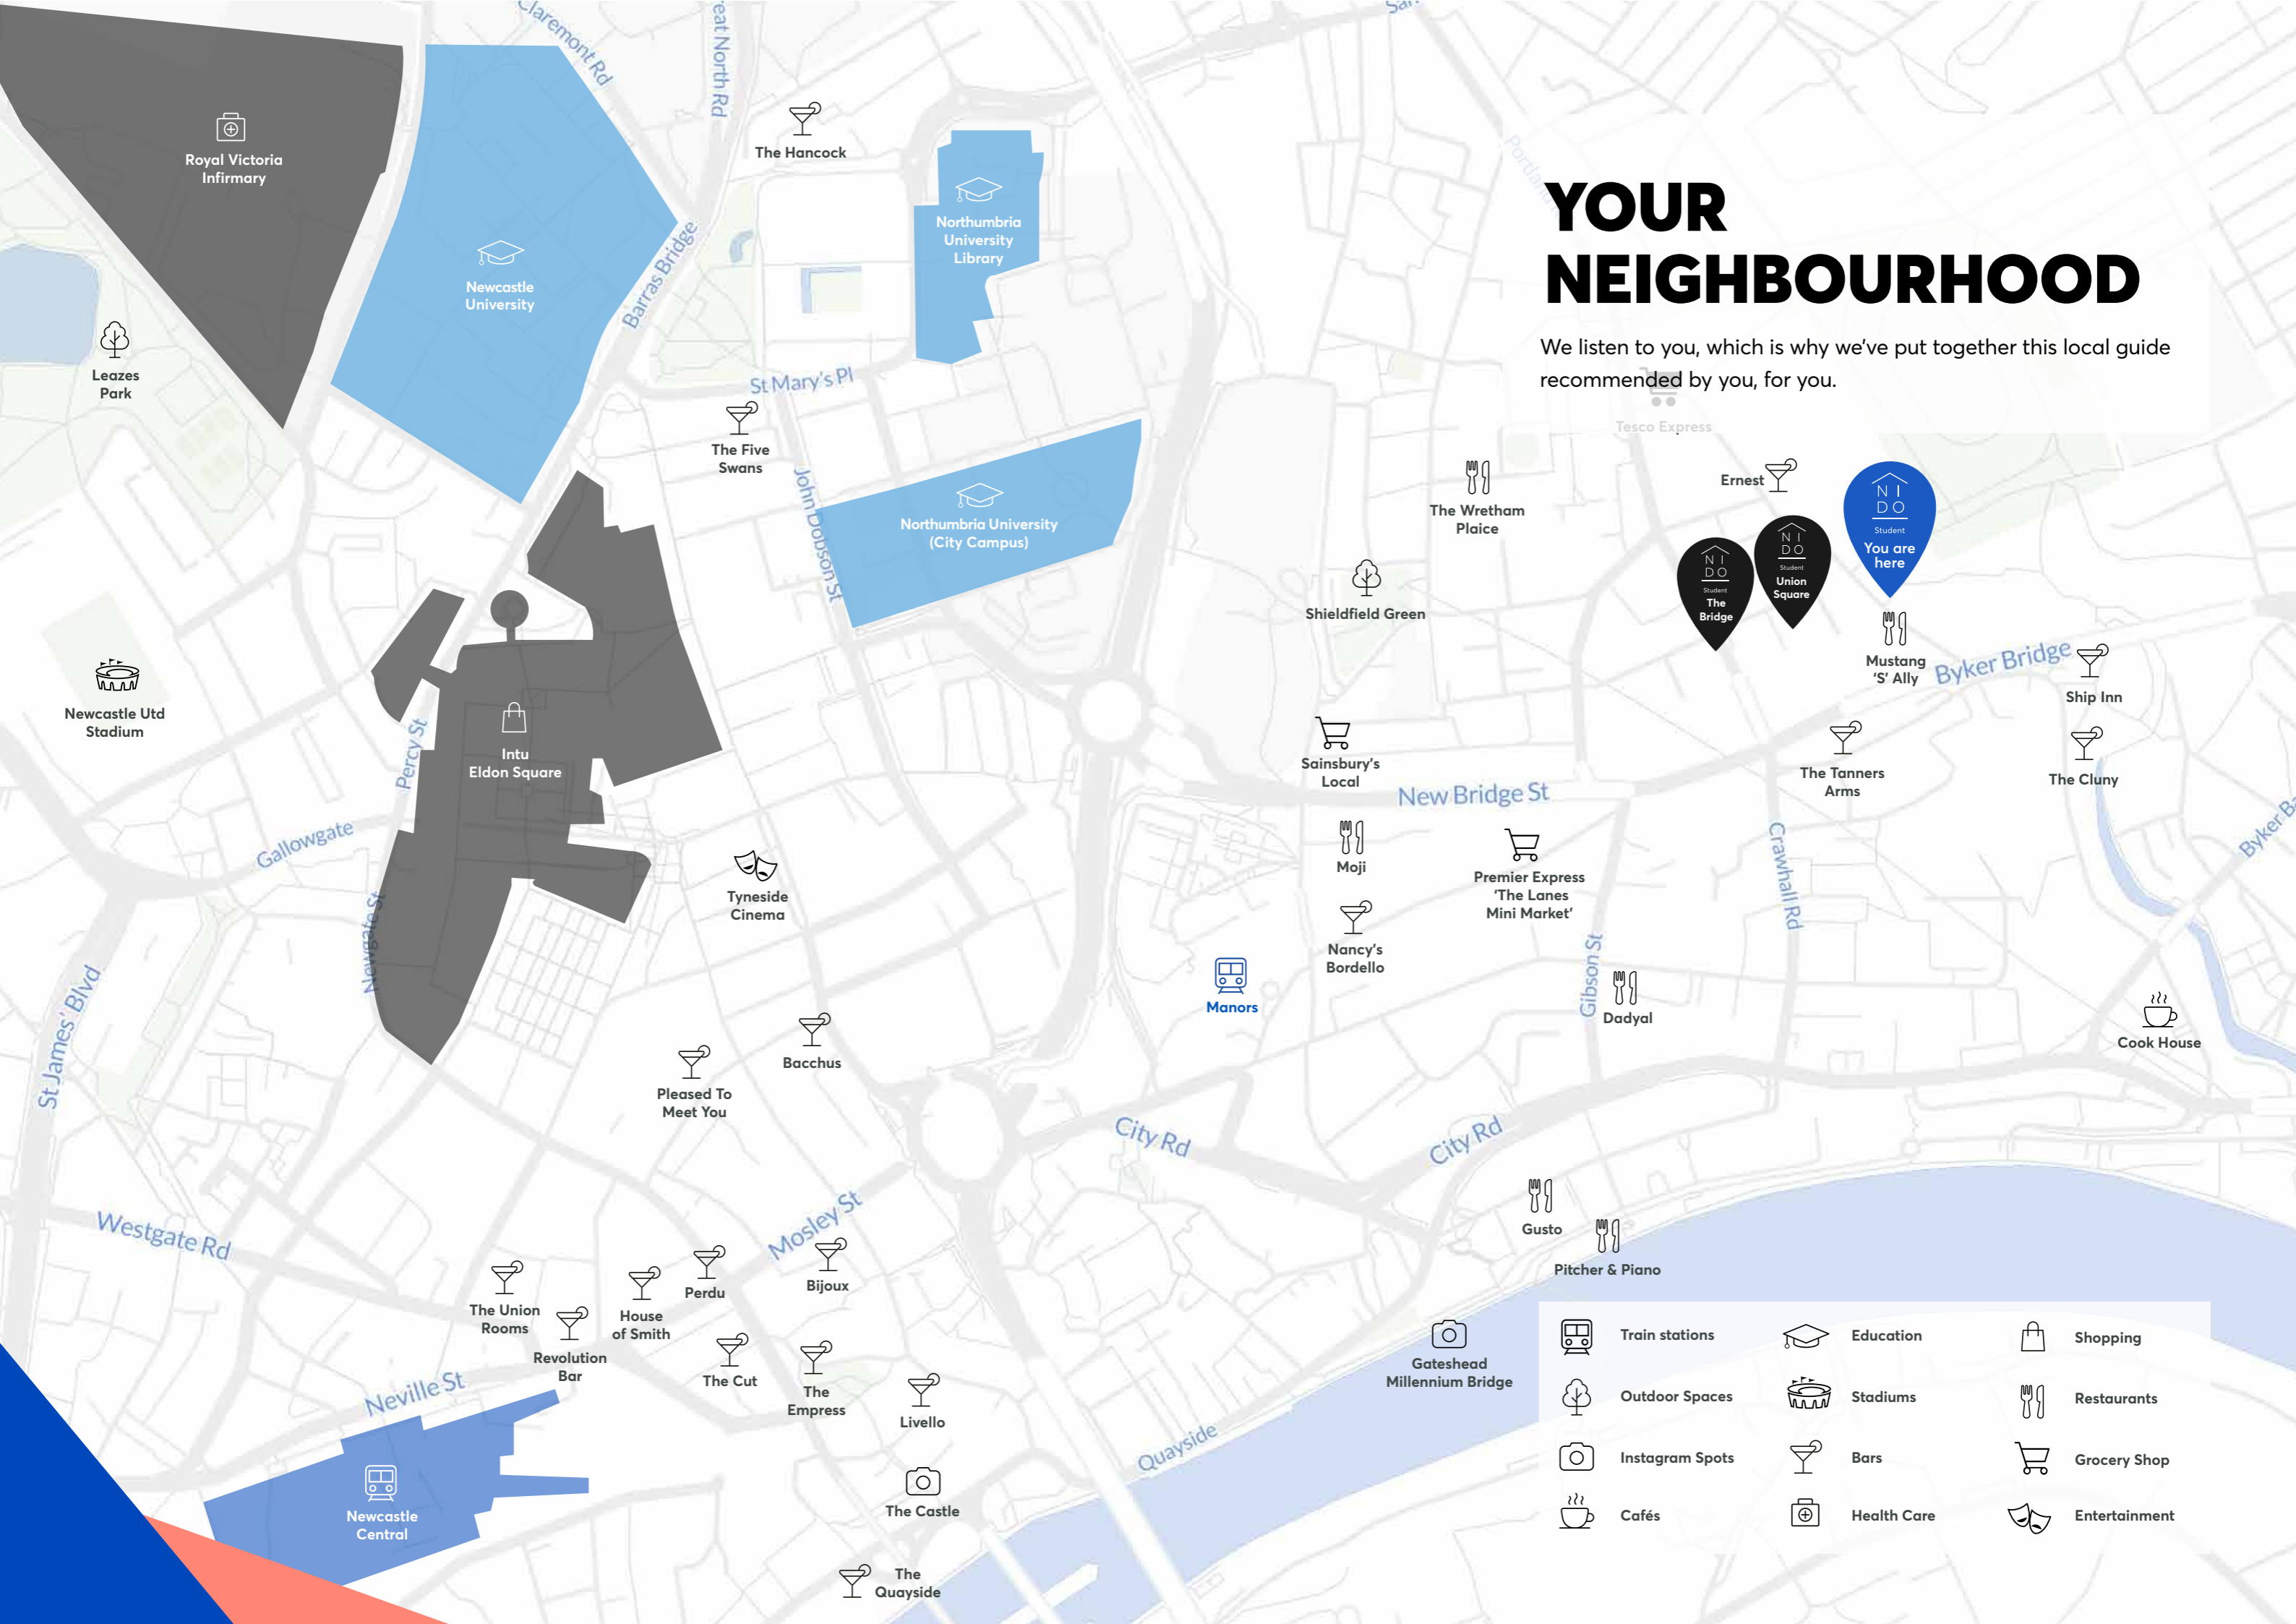 YOUR
NEIGHBOURHOOD
We listen to you, which is why we've put together this local guide
recommended by you, for you.
Claremont Rd
eat North Rd
Royal Victoria
Infirmary
The Hancock
Newcastle
University
Barras Bridge
Northumbria
University
Library
Leazes
Park
St Mary's Pl
The Five
Swans
John Dobson St
Northumbria University
(City Campus)
Tesco Express
Ernest
The Wretham
Plaice
NI
DO
Student
You are
here
NI
DO
Student
Union
Square
NI
DO
Student
The
Bridge
Shieldfield Green
Mustang
'S' Ally
Byker Bridge
Ship Inn
Newcastle Utd
Stadium
Percy St
Intu
Eldon Square
Sainsbury's
Local
New Bridge St
The Tanners
Arms
The Cluny
Gallowgate
Byker Ba
Crawhall Rd
Moji
Premier Express
'The Lanes
Mini Market'
Tyneside
Cinema
Newgate St
Nancy's
Bordello
Gibson St
Manors
Dadyal
Cook House
St James' Blvd
Bacchus
Pleased To
Meet You
City Rd
City Rd
Westgate Rd
Mosley St
Gusto
Pitcher & Piano
Bijoux
Perdu
The Union
Rooms
House
of Smith
Revolution
Bar
The Cut
The
Empress
Livello
Gateshead
Millennium Bridge
Neville St
Quayside
Newcastle
Central
The Castle
The
Quayside
Train stations
Education
Shopping
Outdoor Spaces
Stadiums
Restaurants
Instagram Spots
Bars
Grocery Shop
Cafés
Health Care
Entertainment